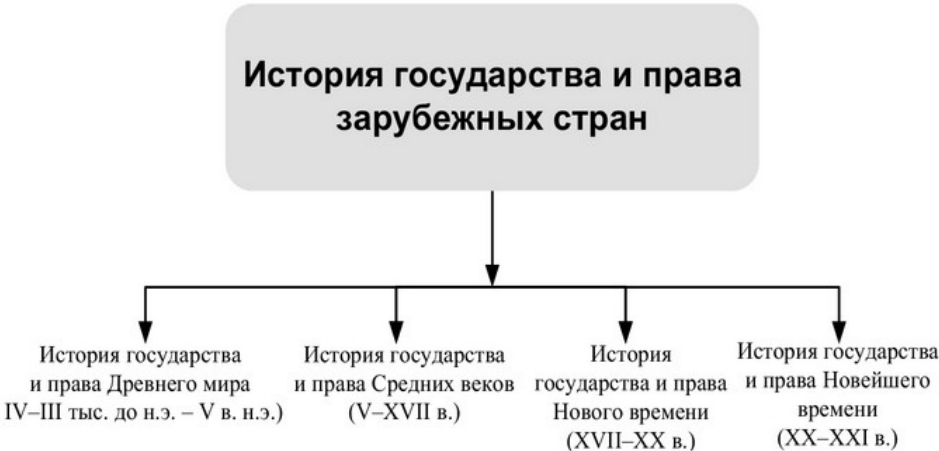 История государства и права
зарубежных стран
История государства
и права Древнего мира
IV–III тыс. до н.э. – V в. н.э.)
История государства
и права Средних веков
(V–XVII в.)
История
государства и права
Нового времени
(XVII–XX в.)
История государства
и права Новейшего
времени
(XX–XXI в.)